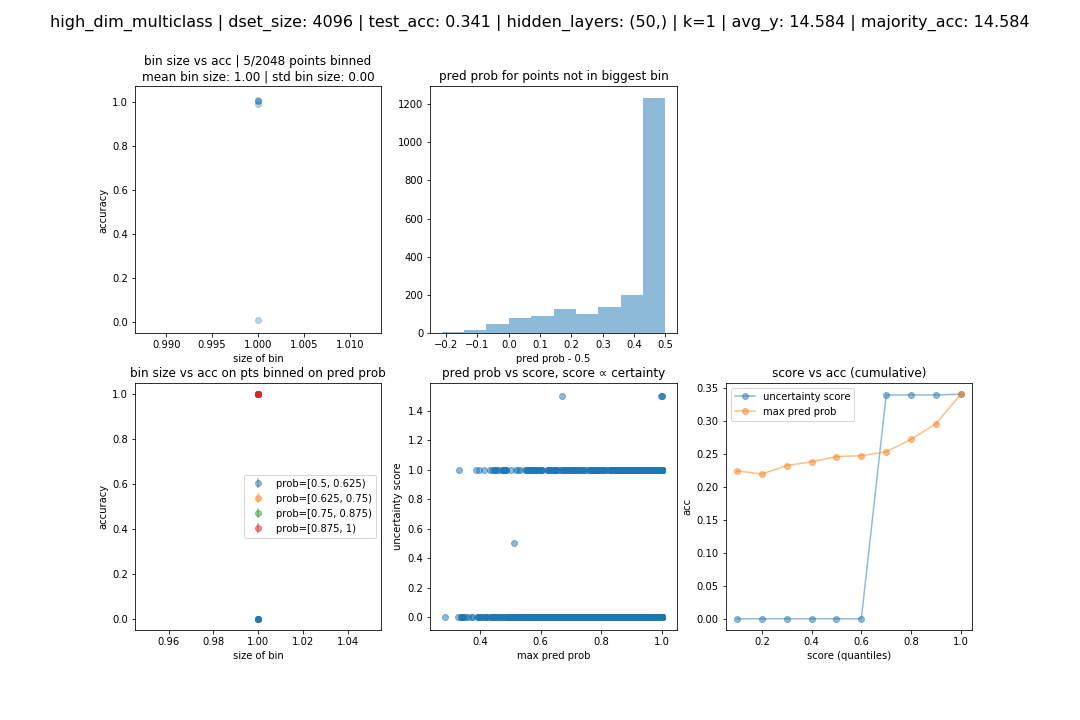 high_dim_multiclass | dset_size: 4096 | test_acc: 0.341 | hidden_layers: (50,) | k=1 | avg_y: 14.584 | majority_acc: 14.584
bin size vs acc | 5/2048 points binned
mean bin size: 1.00 | std bin size: 0.00
1.0
0.8
0.6
0.4
0.2
0.0
accuracy
0.990 0.995 1.000 1.005 1.010
size of bin
pred prob for points not in biggest bin
1200
1000
800
600
400
200
0
−0.2 −0.1 0.0 0.1 0.2 0.3 0.4 0.5
pred prob - 0.5
bin size vs acc on pts binned on pred prob
1.0
0.8
0.6
0.4
0.2
0.0
accuracy
prob=[0.5, 0.625)
prob=[0.625, 0.75)
prob=[0.75, 0.875)
prob=[0.875, 1)
0.96 0.98 1.00 1.02 1.04
size of bin
pred prob vs score, score ∝ certainty
1.4
1.2
1.0
0.8
0.6
0.4
0.2
0.0
uncertainty score
0.4 0.6 0.8 1.0
max pred prob
score vs acc (cumulative)
0.35
0.30
0.25
0.20
0.15
0.10
0.05
0.00
acc
uncertainty score
max pred prob
0.2 0.4 0.6 0.8 1.0
score (quantiles)